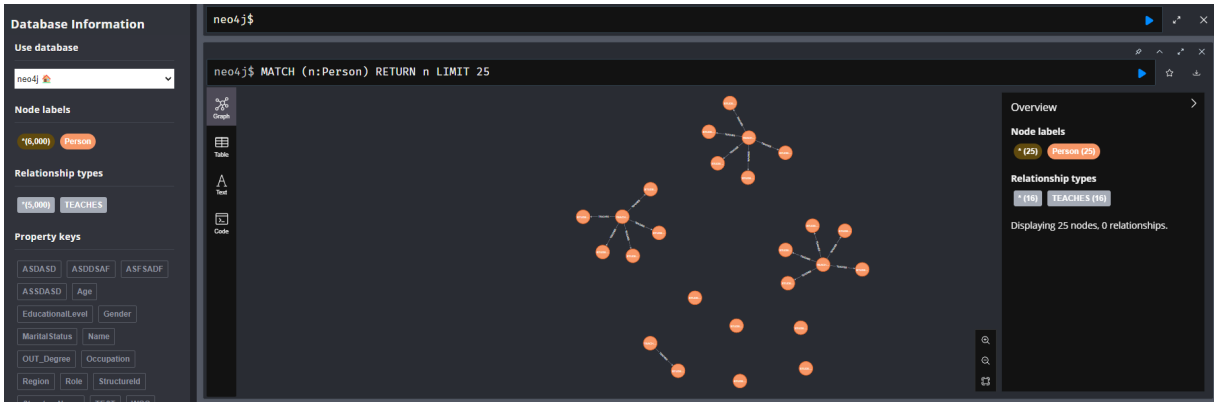 Database Information
Use database
neo4j
Node labels
*(6,000) Person
Relationship types
*(5,000) TEACHES
Property keys
ASDASD ASDDSAF ASFSADF
ASSDASD Age
EducationalLevel Gender
MaritalStatus Name
OUT_Degree Occupation
Region Role StructureId
neo4j$
neo4j$ MATCH (n:Person) RETURN n LIMIT 25
Graph
Table
Text
Code
Overview
Node labels
* (25) Person (25)
Relationship types
* (16) TEACHES (16)
Displaying 25 nodes, 0 relationships.